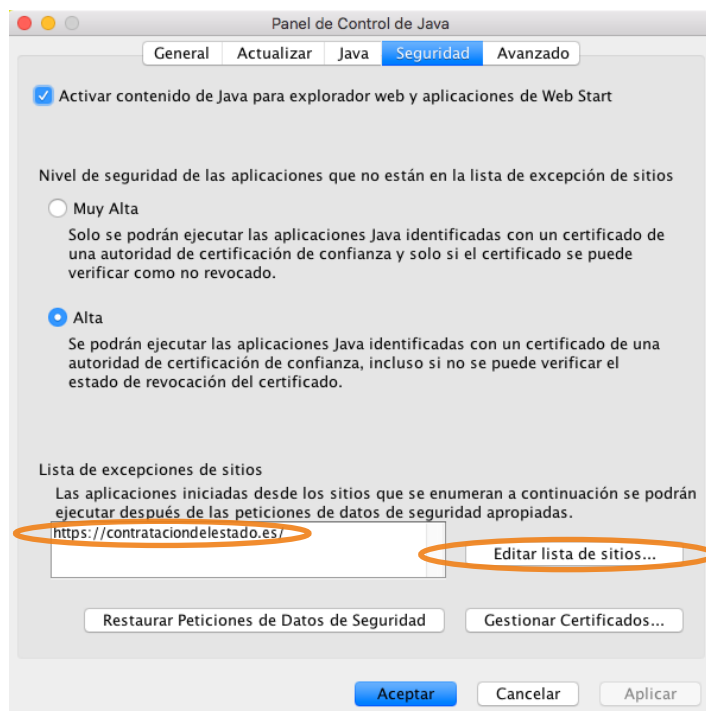 Panel de Control de Java
General Actualizar Java Seguridad Avanzado
Activar contenido de Java para explorador web y aplicaciones de Web Start
Nivel de seguridad de las aplicaciones que no están en la lista de excepción de sitios
Muy Alta
Solo se podrán ejecutar las aplicaciones Java identificadas con un certificado de
una autoridad de certificación de confianza y solo si el certificado se puede
verificar como no revocado.
Alta
Se podrán ejecutar las aplicaciones Java identificadas con un certificado de una
autoridad de certificación de confianza, incluso si no se puede verificar el
estado de revocación del certificado.
Lista de excepciones de sitios
Las aplicaciones iniciadas desde los sitios que se enumeran a continuación se podrán
ejecutar después de las peticiones de datos de seguridad apropiadas.
https://contrataciondelestado.es/
Editar lista de sitios...
Restaurar Peticiones de Datos de Seguridad Gestionar Certificados...
Aceptar Cancelar Aplicar